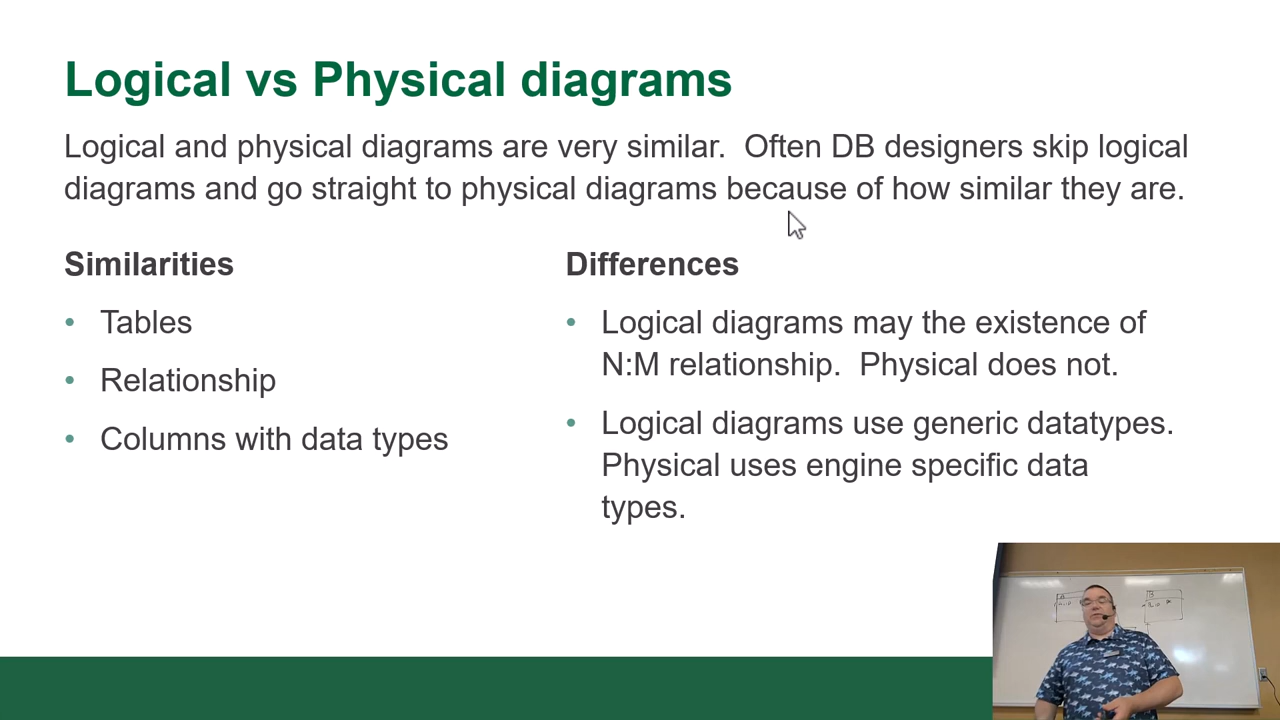 Logical vs Physical diagrams
Logical and physical diagrams are very similar.  Often DB designers skip logical
diagrams and go straight to physical diagrams because of how similar they are.
Similarities
• Tables
• Relationship
• Columns with data types
Differences
• Logical diagrams may the existence of
N:M relationship.  Physical does not.
• Logical diagrams use generic datatypes.
Physical uses engine specific data
types.